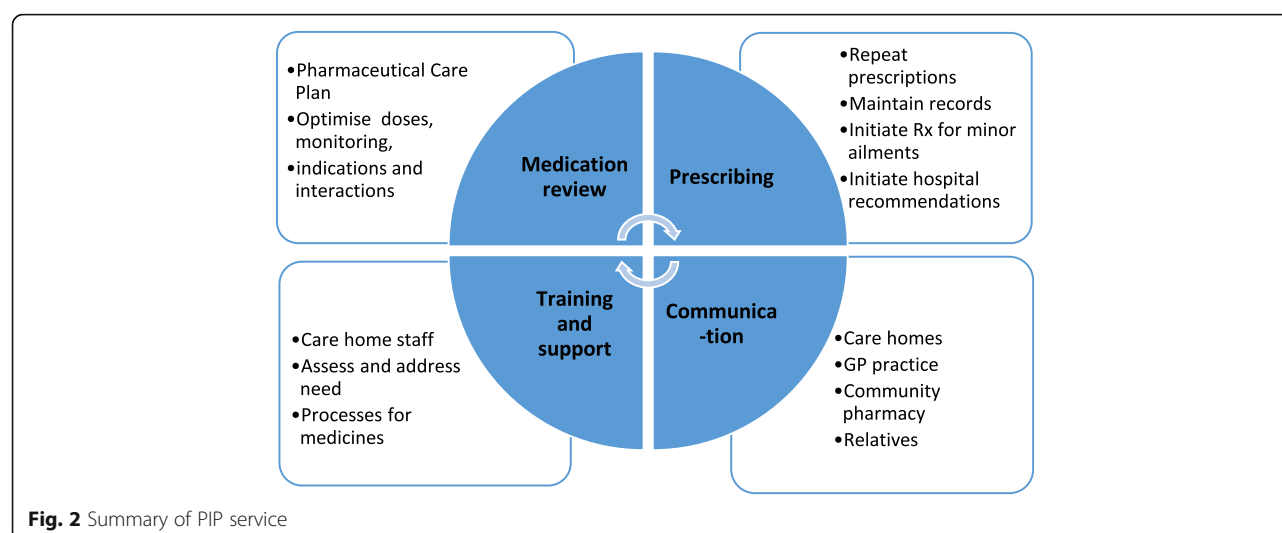 •Pharmaceutical Care
Plan
•Optimise doses,
monitoring,
•indications and
interactions
Medication
review
Prescribing
•Repeat
prescriptions
•Maintain records
•Initiate Rx for minor
ailments
•Initiate hospital
recommendations
•Care home staff
•Assess and address
need
•Processes for
medicines
Training
and
support
Communica
-tion
•Care homes
•GP practice
•Community
pharmacy
•Relatives
Fig. 2 Summary of PIP service